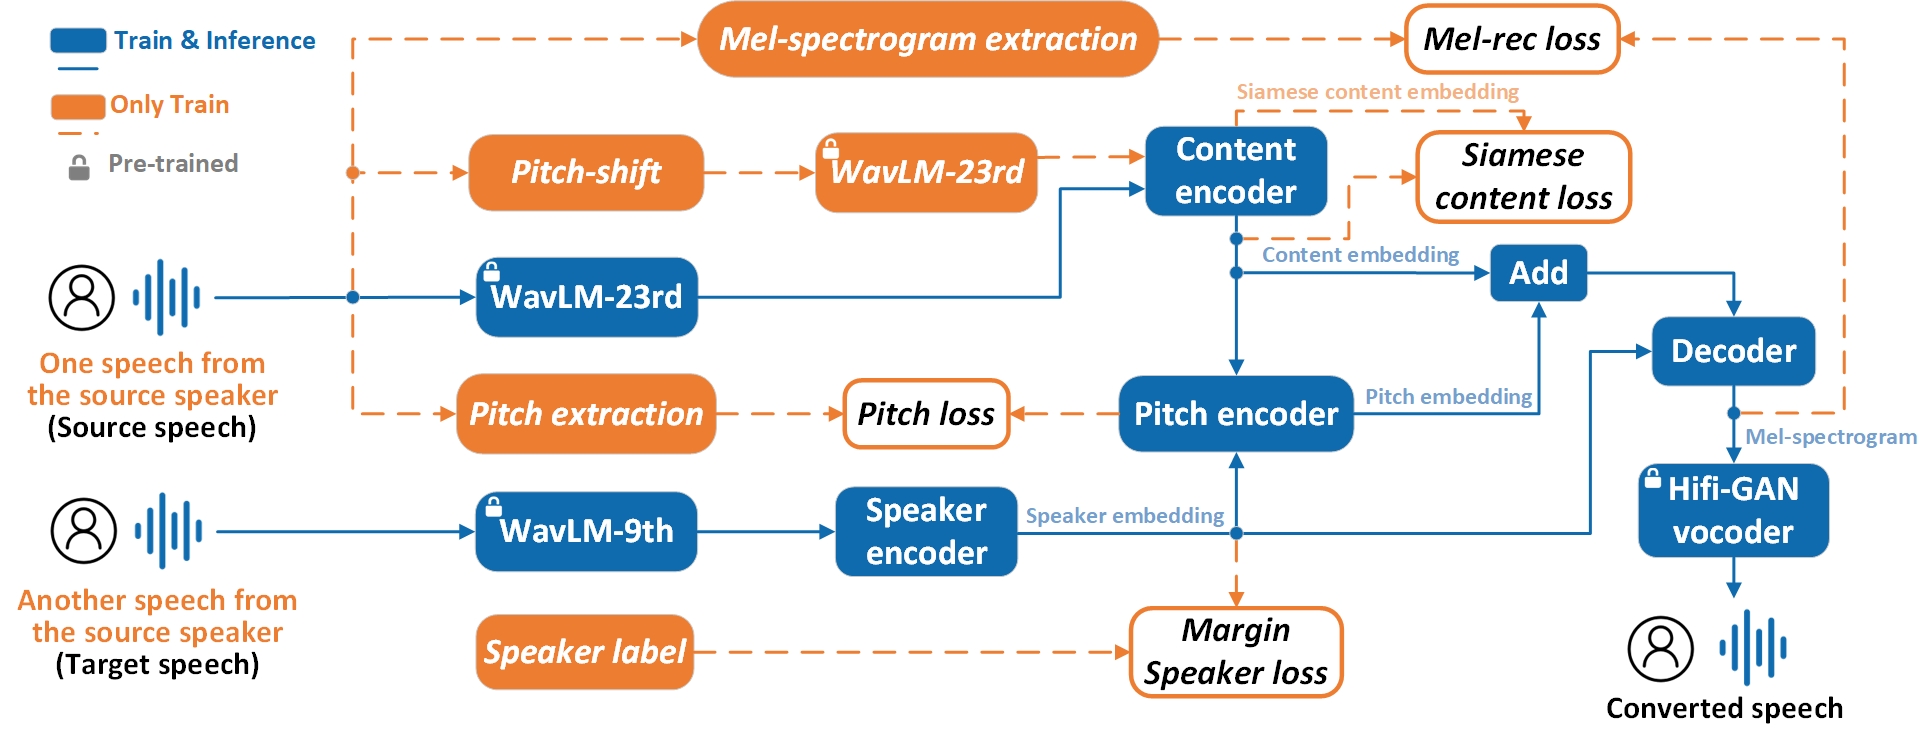 Train & Inference
Only Train
Pre-trained
Mel-spectrogram extraction
Mel-rec loss
Siamese content embedding
Pitch-shift
WavLM-23rd
Content
encoder
Siamese
content loss
Content embedding
Add
WavLM-23rd
One speech from
the source speaker
(Source speech)
Decoder
Pitch extraction
Pitch loss
Pitch encoder
Pitch embedding
Mel-spectrogram
WavLM-9th
Speaker
encoder
Speaker embedding
Hifi-GAN
vocoder
Another speech from
the source speaker
(Target speech)
Speaker label
Margin
Speaker loss
Converted speech